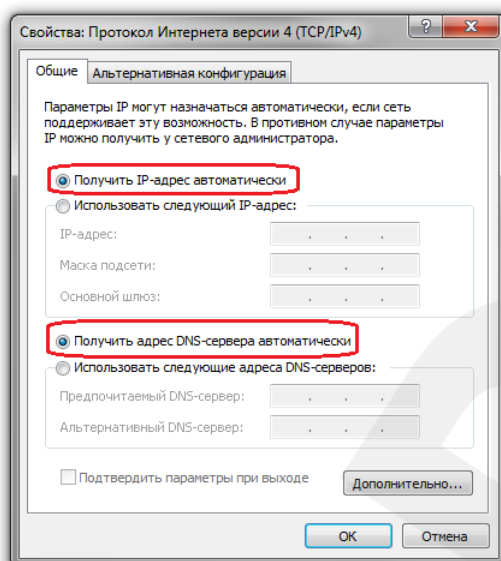 Свойства: Протокол Интернета версии 4 (TCP/IPv4)
Общие
Альтернативная конфигурация
Параметры IP могут назначаться автоматически, если сеть
поддерживает эту возможность. В противном случае параметры
IP можно получить у сетевого администратора.
Получить IP-адрес автоматически
Использовать следующий IP-адрес:
IP-адрес:
Маска подсети:
Основной шлюз:
Получить адрес DNS-сервера автоматически
Использовать следующие адреса DNS-серверов:
Предпочитаемый DNS-сервер:
Альтернативный DNS-сервер:
Подтвердить параметры при выходе
Дополнительно...
ОК
Отмена